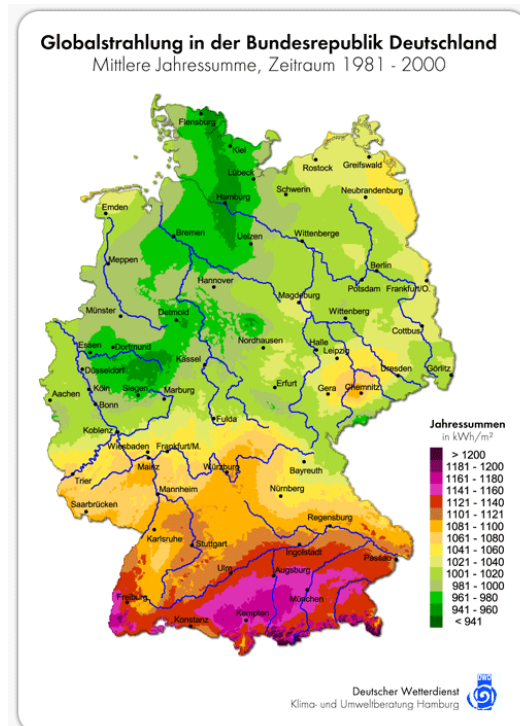 Globalstrahlung in der Bundesrepublik Deutschland
Mittlere Jahressumme, Zeitraum 1981 - 2000
Flensburg
Kiel
Rostock
Greifswald
Lübeck
Schwerin
Neubrandenburg
Hamburg
Emden
Bremen
Wittenberge
Uelzen
Meppen
Berlin
Hannover
Potsdam
Frankfurt/O.
Magdeburg
Münster
Detmold
Wittenberg
Cottbus
Essen
Dortmund
Nordhausen
Halle
Leipzig
Düsseldorf
Kassel
Dresden
Görlitz
Köln
Siegen
Marburg
Erfurt
Gera
Chemnitz
Aachen
Bonn
Fulda
Koblenz
Wiesbaden
Frankfurt/M.
Mainz
Würzburg
Bayreuth
Trier
Mannheim
Nürnberg
Saarbrücken
Karlsruhe
Stuttgart
Regensburg
Ingolstadt
Passau
Ulm
Augsburg
Freiburg
München
Konstanz
Kempten
Jahressummen
in kWh/m²
> 1200
1181 - 1200
1161 - 1180
1141 - 1160
1121 - 1140
1101 - 1121
1081 - 1100
1061 - 1080
1041 - 1060
1021 - 1040
1001 - 1020
981 - 1000
961 - 980
941 - 960
< 941
DWD
Deutscher Wetterdienst
Klima- und Umweltberatung Hamburg